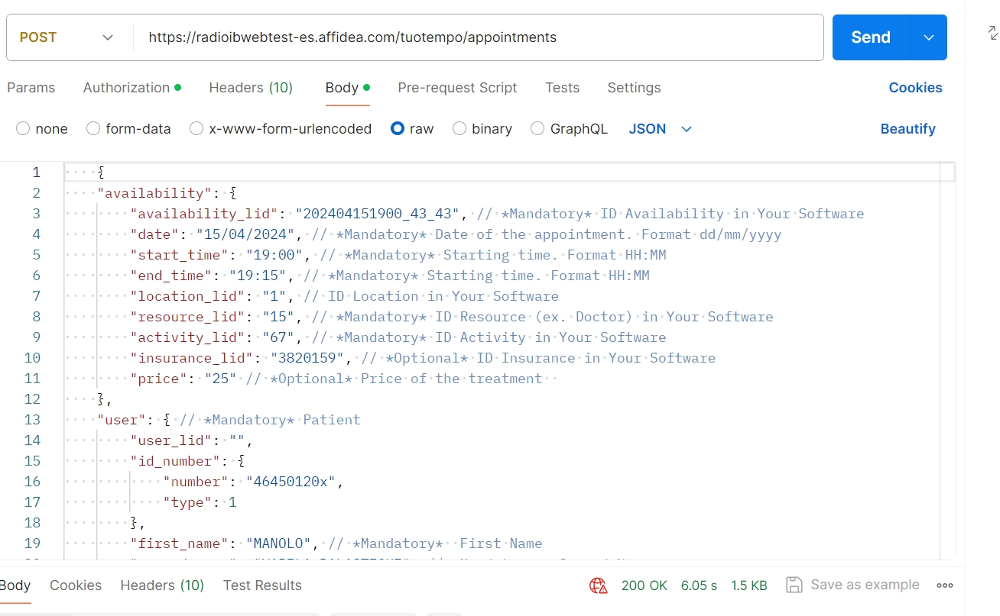 POST https://radioibwebtest-es.affidea.com/tuotempo/appointments Send
Params Authorization Headers (10) Body Pre-request Script Tests Settings Cookies
none form-data x-www-form-urlencoded raw binary GraphQL JSON Beautify
1 {
2 "availability": {
3 "availability_lid": "202404151900_43_43", // *Mandatory* ID Availability in Your Software
4 "date": "15/04/2024", // *Mandatory* Date of the appointment. Format dd/mm/yyyy
5 "start_time": "19:00", // *Mandatory* Starting time. Format HH:MM
6 "end_time": "19:15", // *Mandatory* Starting time. Format HH:MM
7 "location_lid": "1", // ID Location in Your Software
8 "resource_lid": "15", // *Mandatory* ID Resource (ex. Doctor) in Your Software
9 "activity_lid": "67", // *Mandatory* ID Activity in Your Software
10 "insurance_lid": "3820159", // *Optional* ID Insurance in Your Software
11 "price": "25" // *Optional* Price of the treatment
12 },
13 "user": { // *Mandatory* Patient
14 "user_lid": "",
15 "id_number": {
16 "number": "46450120x",
17 "type": 1
18 },
19 "first_name": "MANOLO", // *Mandatory* First Name
Body Cookies Headers (10) Test Results 200 OK 6.05 s 1.5 KB Save as example